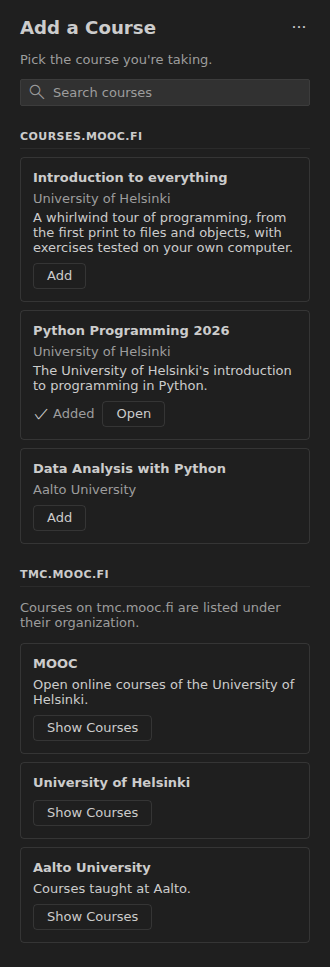 Add a Course
Pick the course you're taking.
Search courses
COURSES.MOOC.FI
Introduction to everything
University of Helsinki
A whirlwind tour of programming, from
the first print to files and objects, with
exercises tested on your own computer.
Add
Python Programming 2026
University of Helsinki
The University of Helsinki's introduction
to programming in Python.
Added Open
Data Analysis with Python
Aalto University
Add
TMC.MOOC.FI
Courses on tmc.mooc.fi are listed under
their organization.
MOOC
Open online courses of the University of
Helsinki.
Show Courses
University of Helsinki
Show Courses
Aalto University
Courses taught at Aalto.
Show Courses